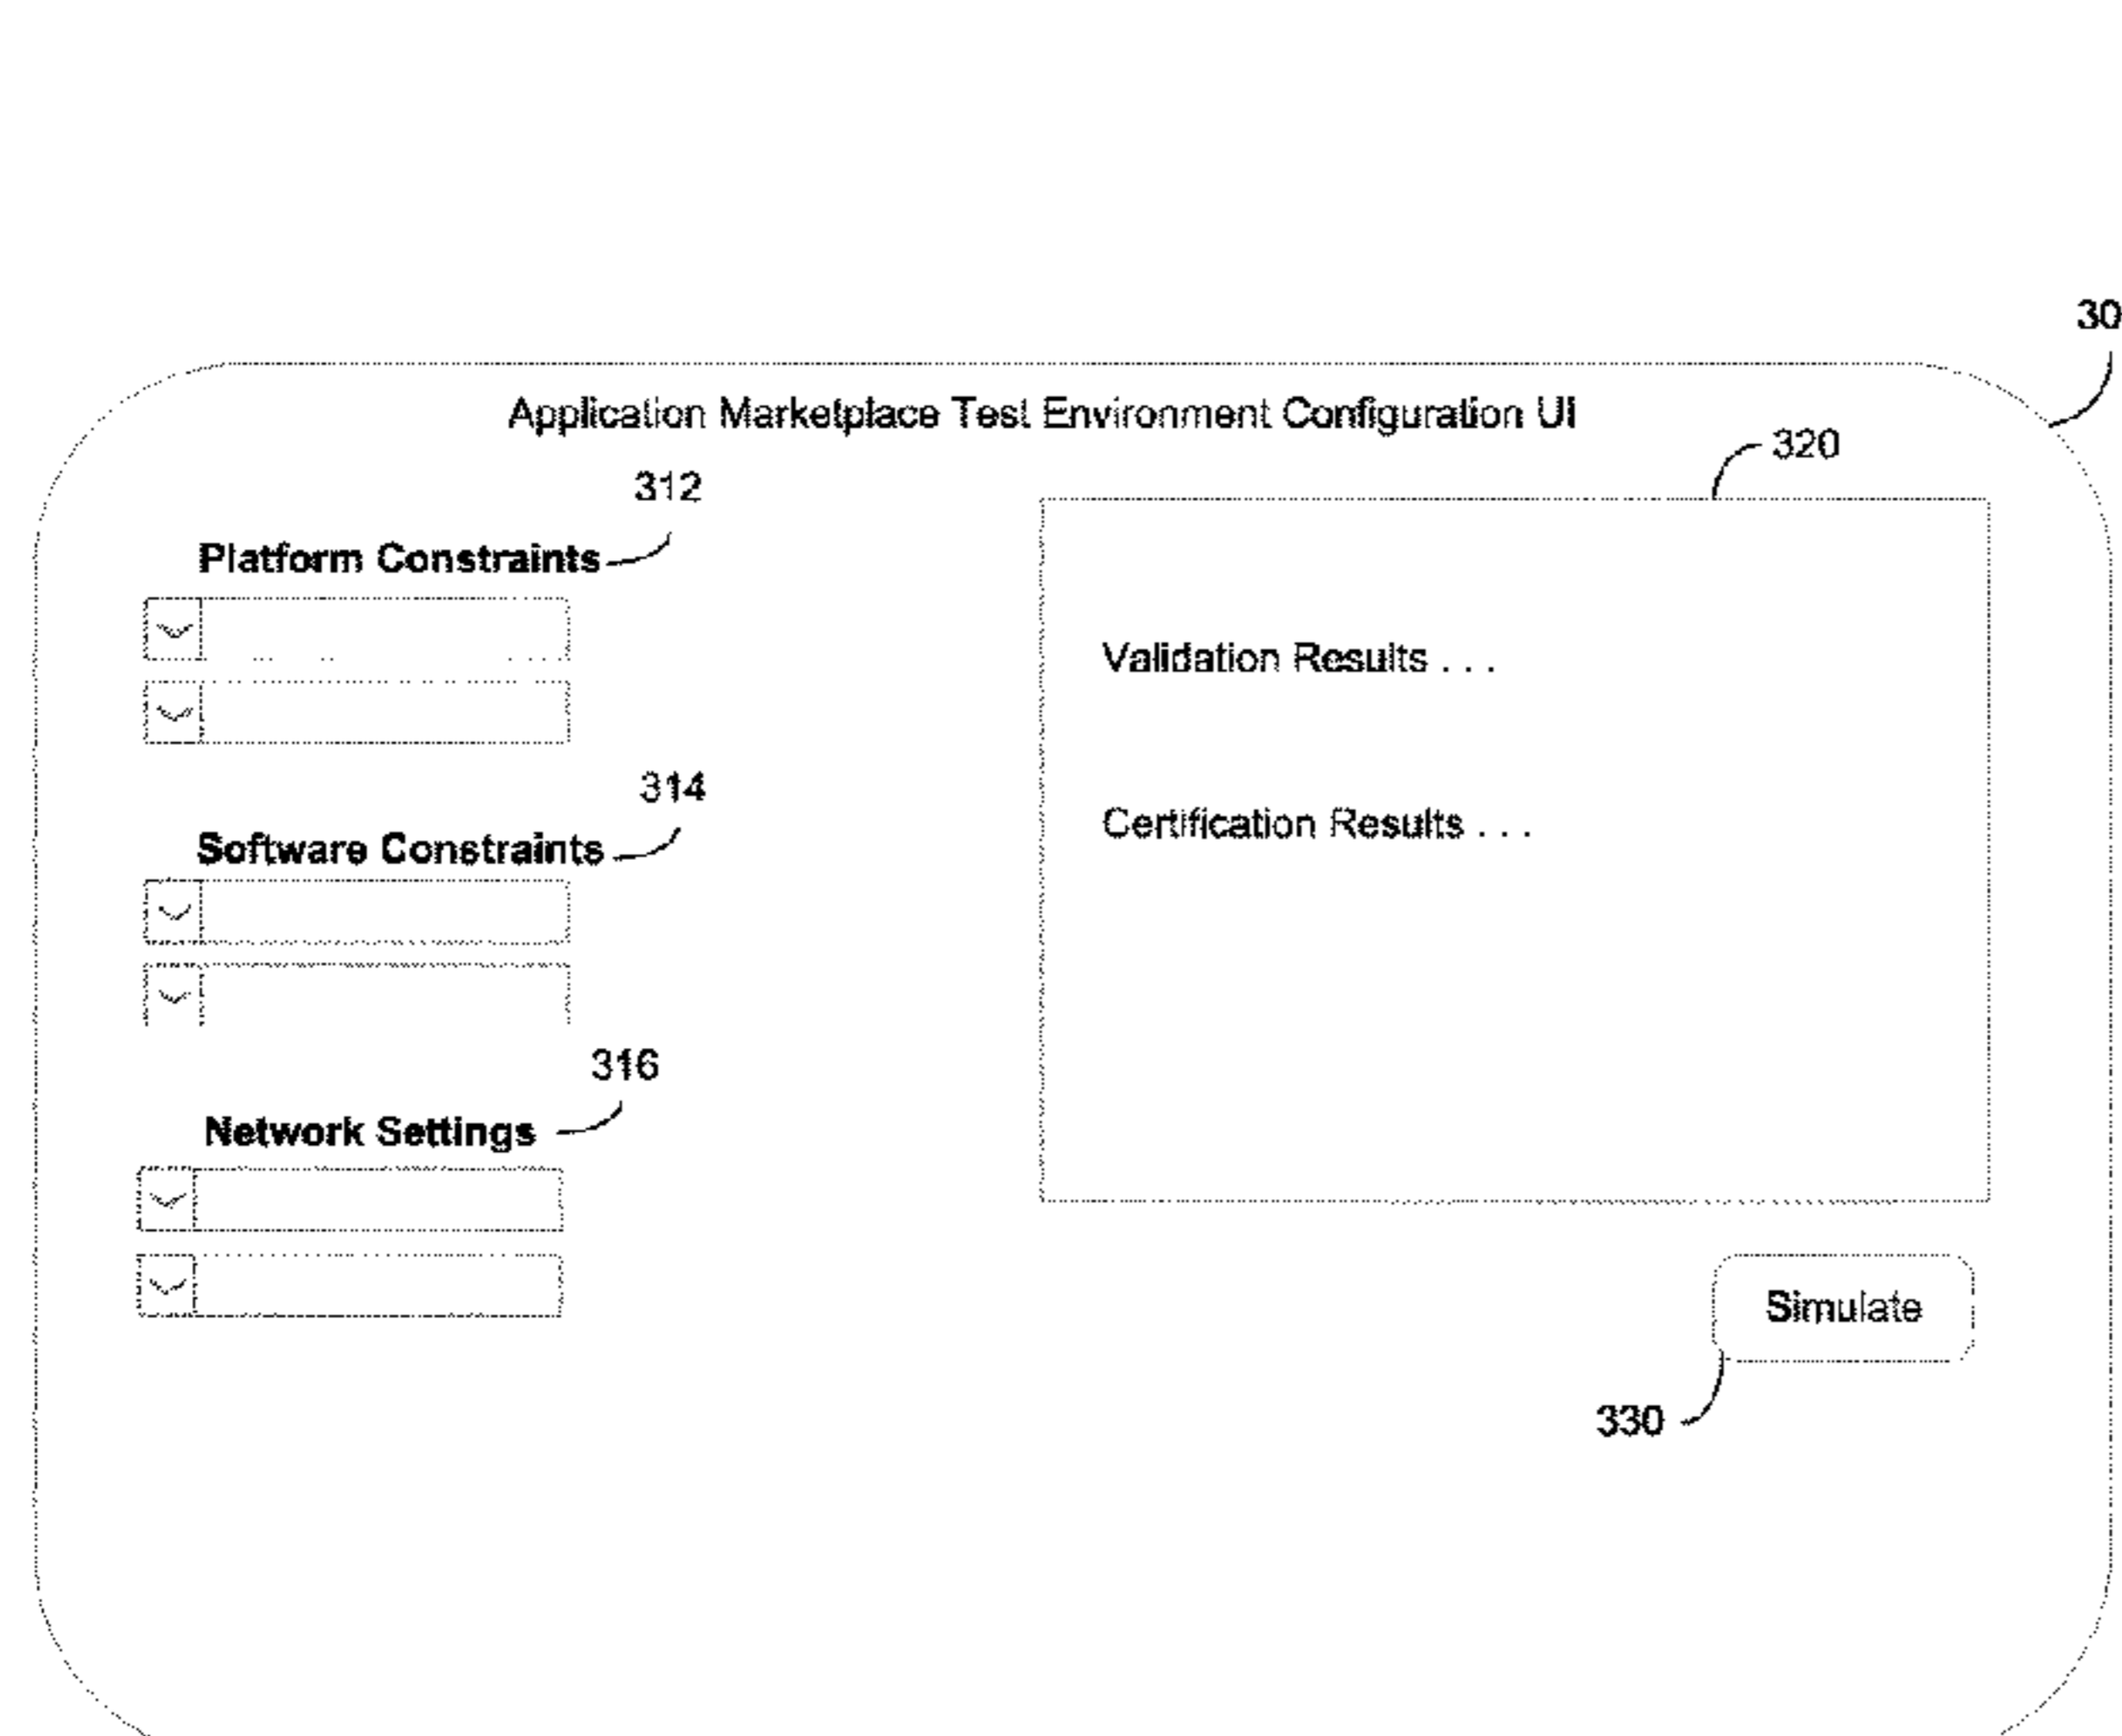 30
Application Marketplace Test Environment Configuration UI
320
312
Platform Constraints
Validation Results . . .
314
Certification Results . . .
Software Constraints
316
Network Settings
Simulate
330